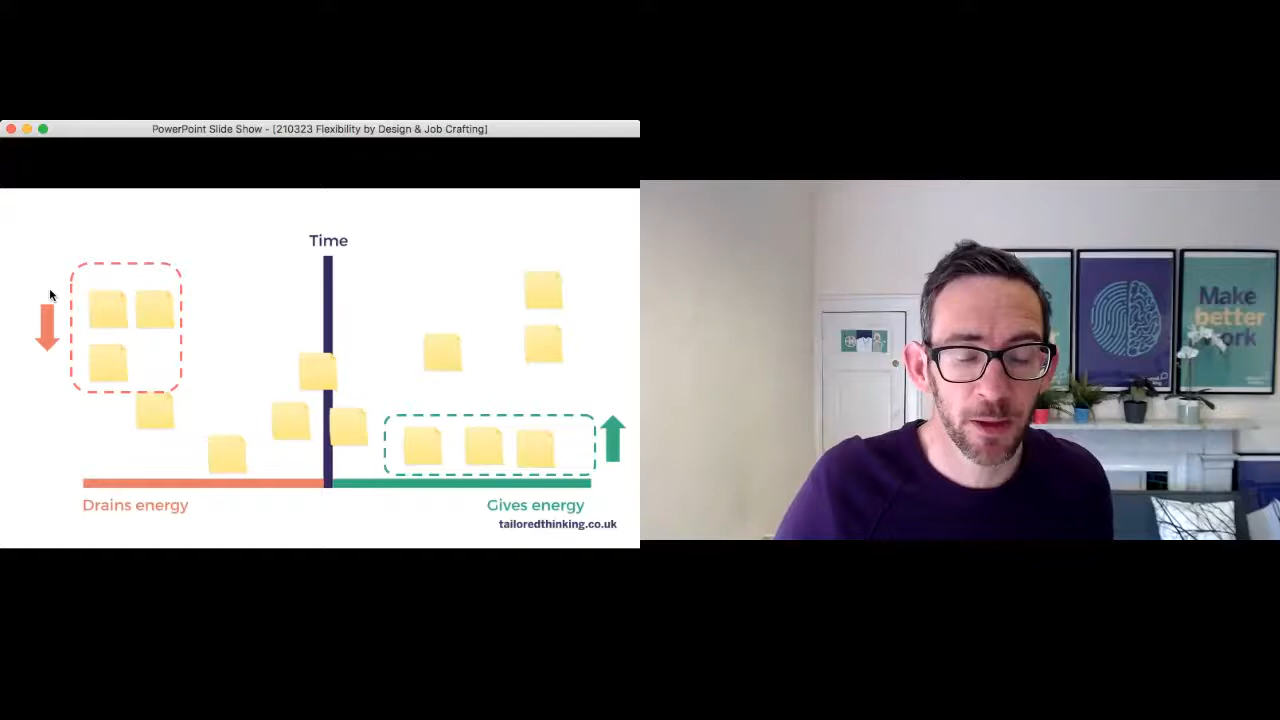 PowerPoint Slide Show - [210323 Flexibility by Design & Job Crafting]
Time
Drains energy
Gives energy
tailoredthinking.co.uk
Make
better
work